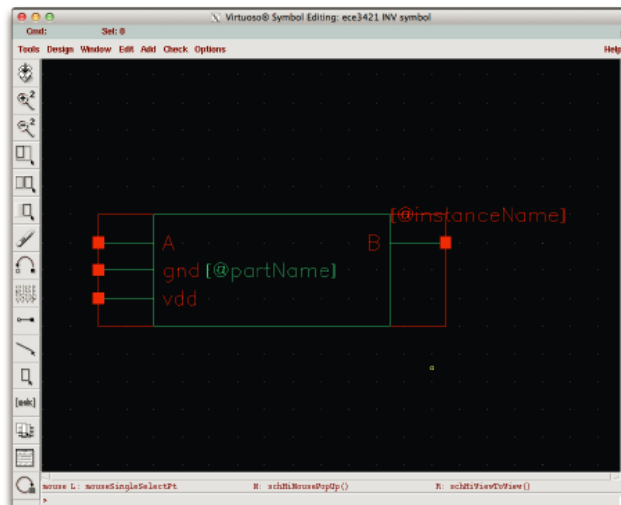 Virtuoso® Symbol Editing: ece3421 INV symbol
Cmd: Sel: 0
Tools Design Window Edit Add Check Options Help
[@instanceName]
A B
gnd [@partName]
vdd
mouse L: mouseSingleSelectPt M: schHiMousePopUp() R: schHiViewToView()
>